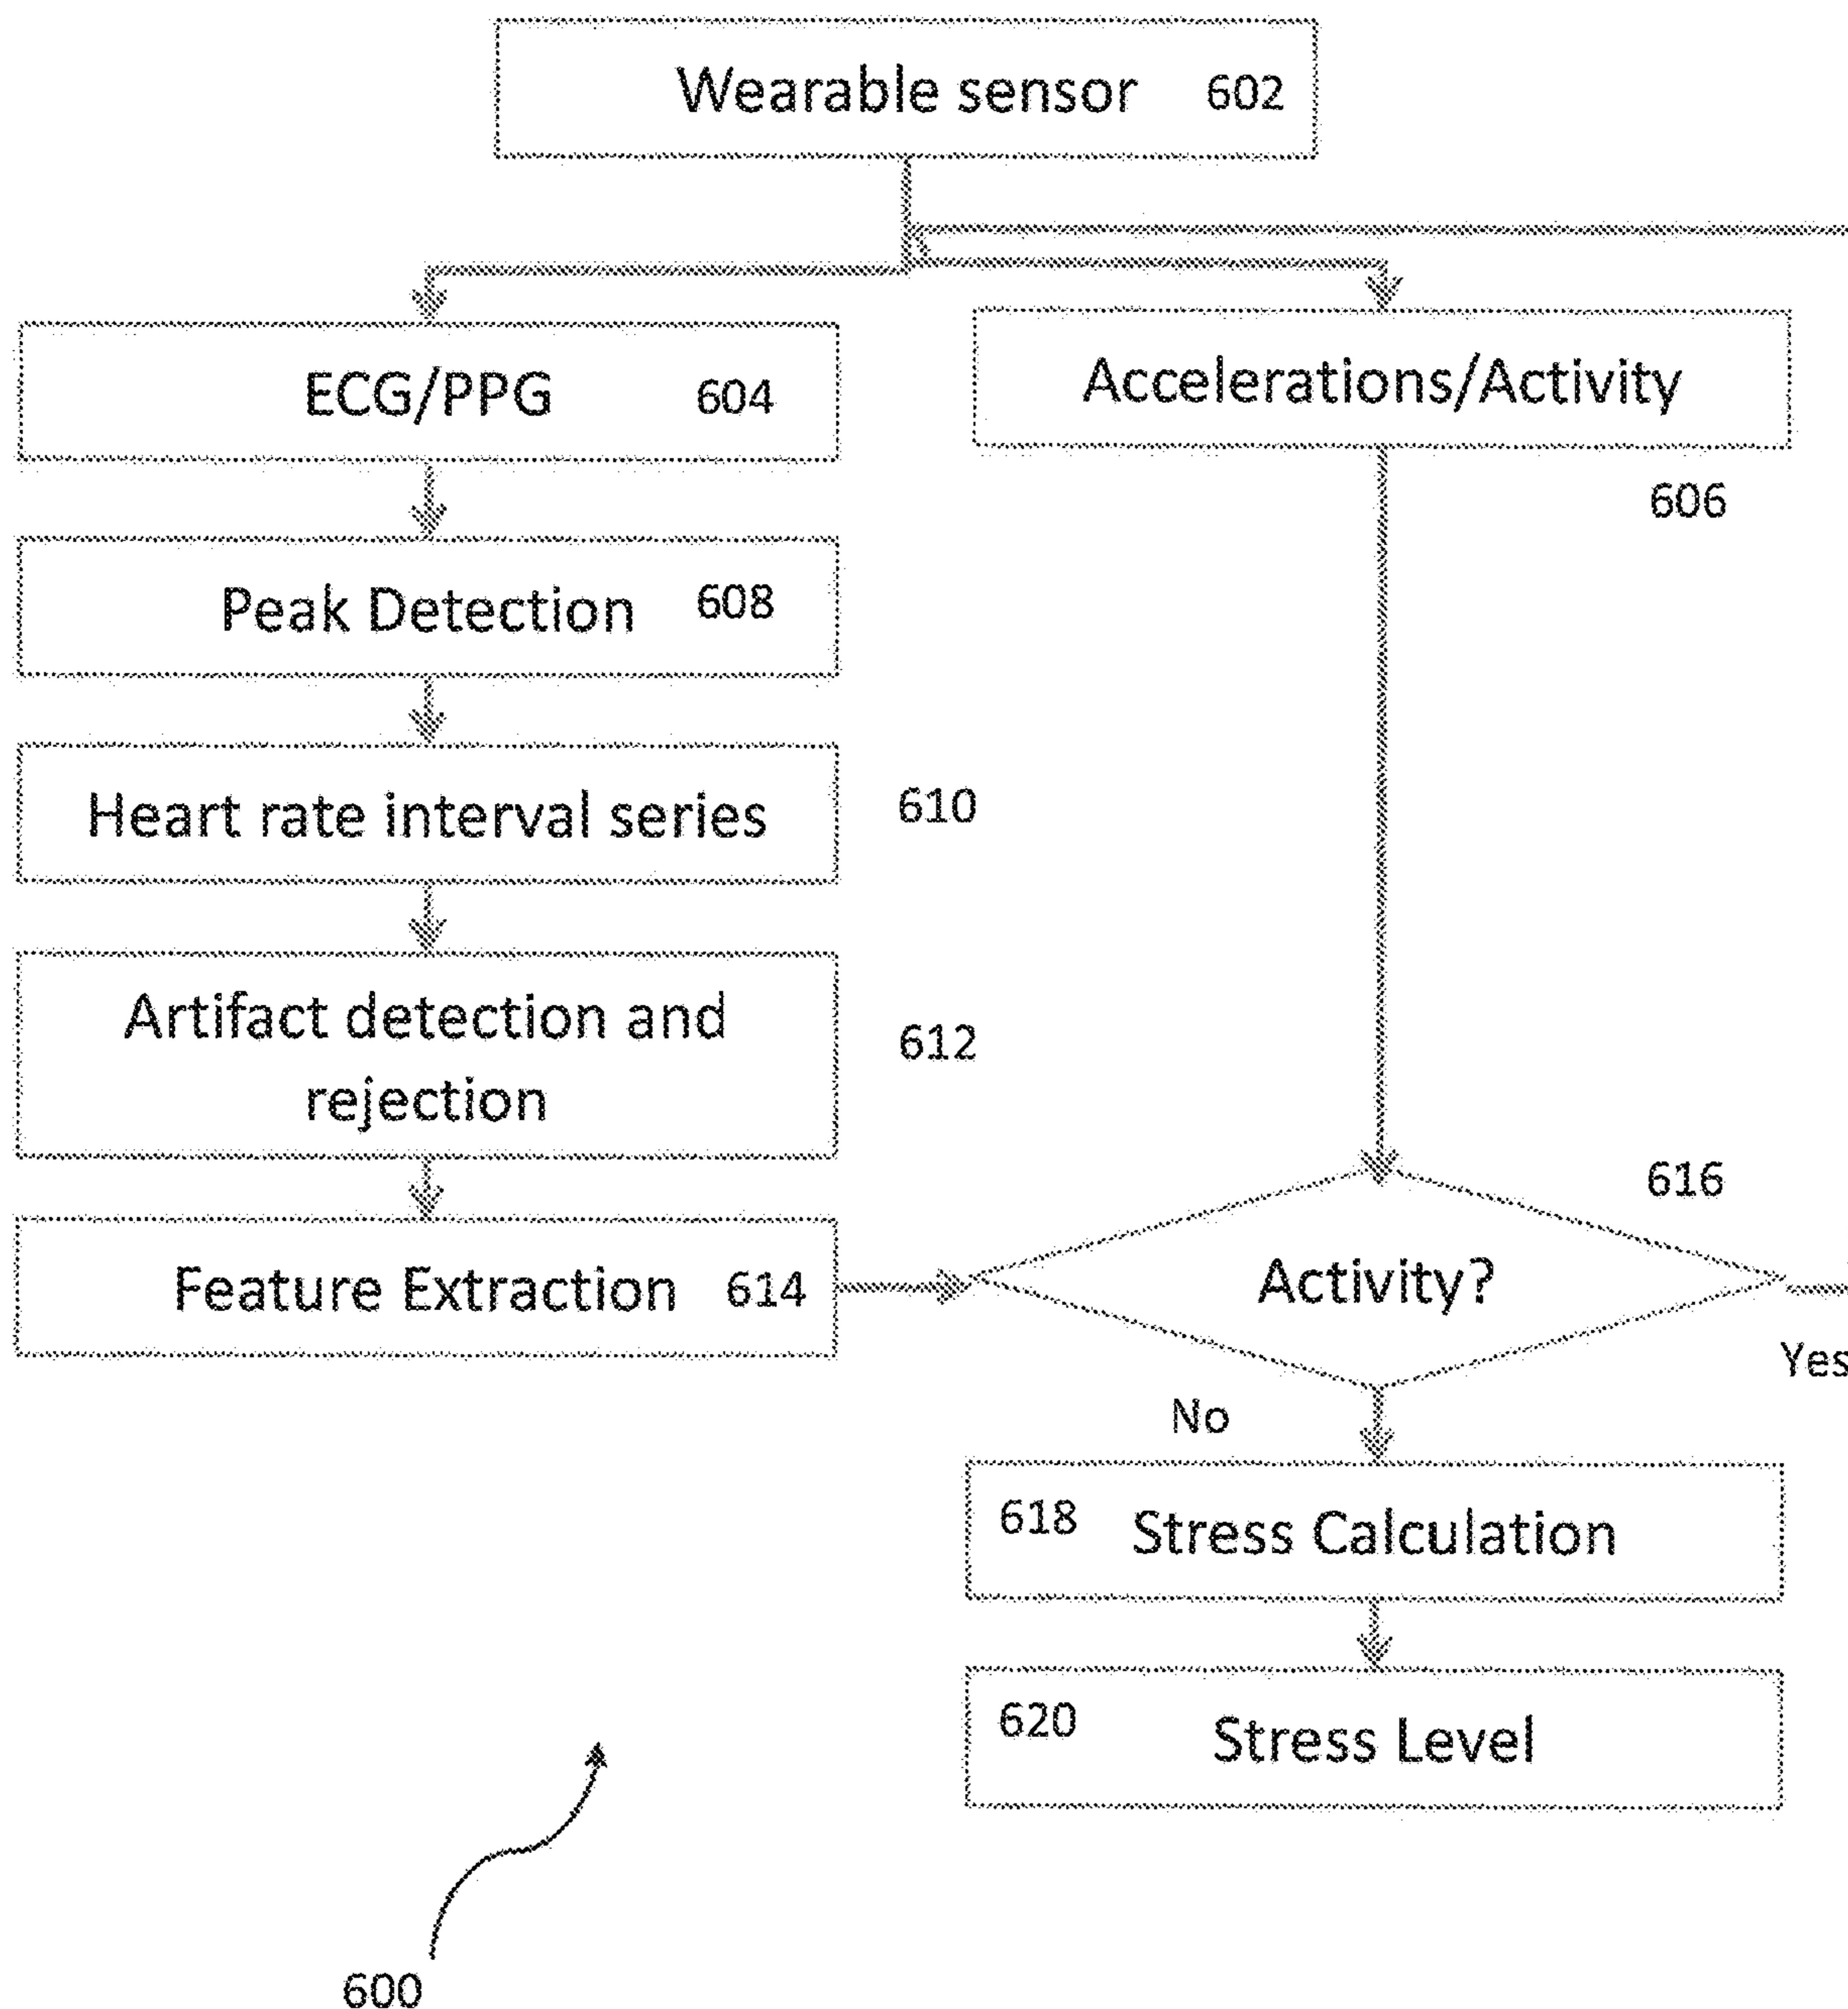 Wearable sensor 602
ECG/PPG 604
Accelerations/Activity
606
Peak Detection 608
Heart rate interval series 610
Artifact detection and
rejection
612
616
Feature Extraction 614
Activity?
Yes
No
618 Stress Calculation
620 Stress Level
600